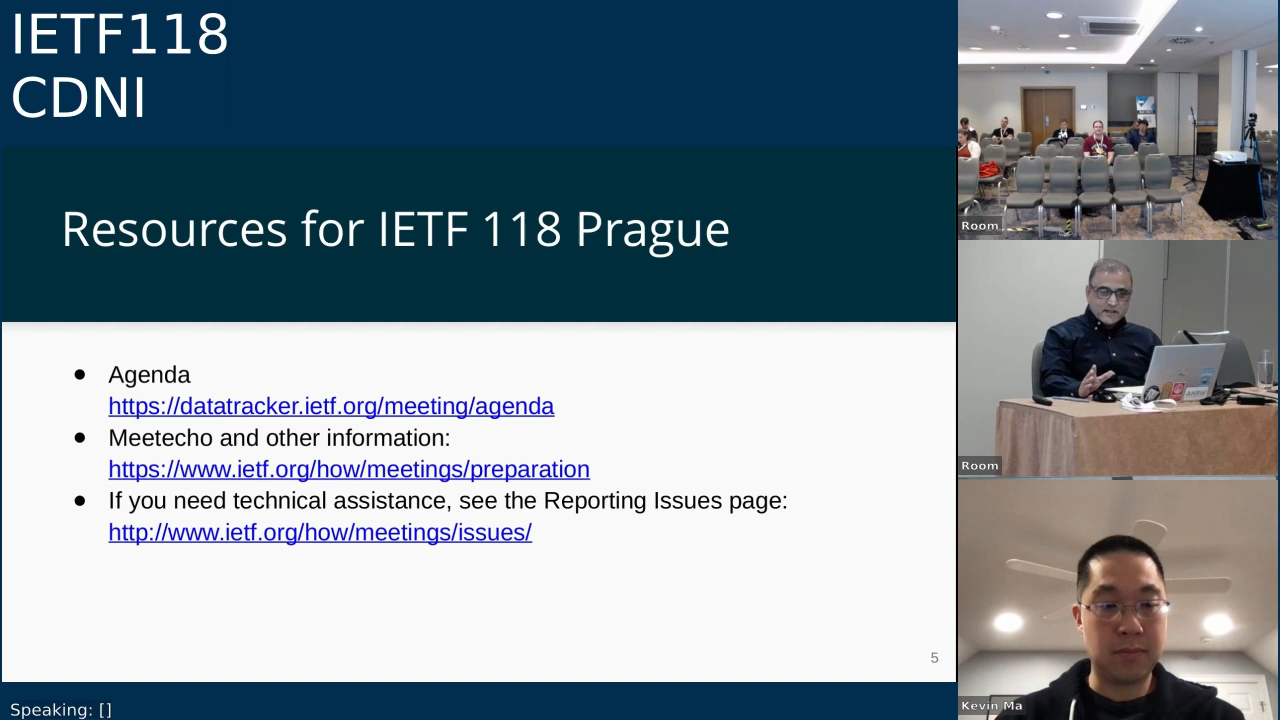 IETF118
CDNI
Resources for IETF 118 Prague
● Agenda
https://datatracker.ietf.org/meeting/agenda
● Meetecho and other information:
https://www.ietf.org/how/meetings/preparation
● If you need technical assistance, see the Reporting Issues page:
http://www.ietf.org/how/meetings/issues/
5
Speaking: []
Room
Room
Kevin Ma